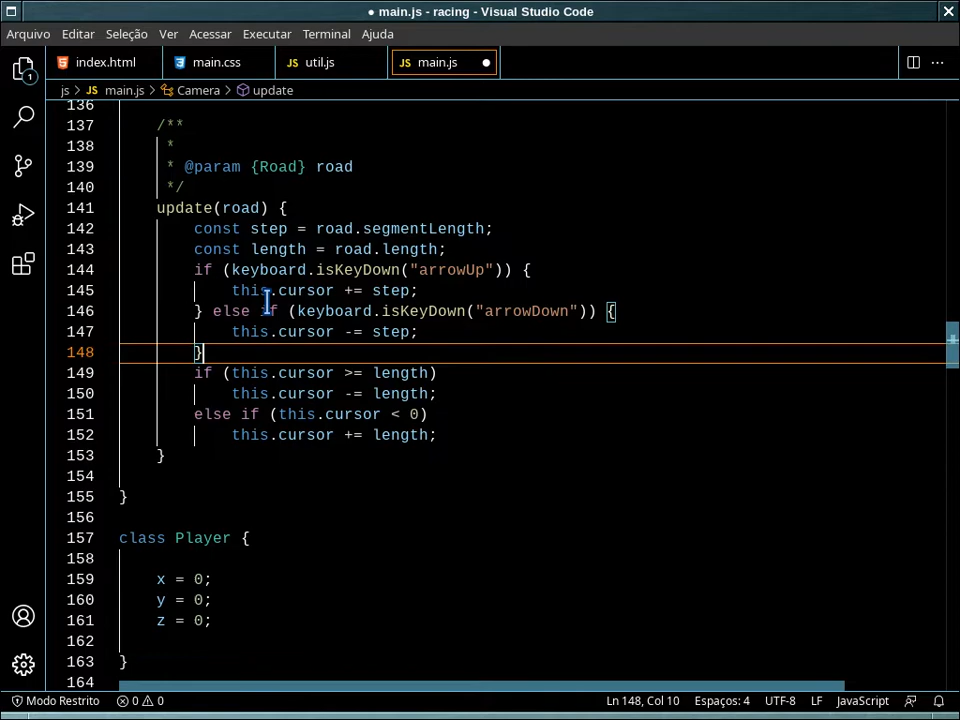 ● main.js - racing - Visual Studio Code
Arquivo Editar Seleção Ver Acessar Executar Terminal Ajuda
index.html main.css JS util.js JS main.js ●
js > JS main.js > Camera > update
1
136
137 /**
138 *
139 * @param {Road} road
140 */
141 update(road) {
142 const step = road.segmentLength;
143 const length = road.length;
144 if (keyboard.isKeyDown("arrowUp")) {
145 this.cursor += step;
146 } else if (keyboard.isKeyDown("arrowDown")) {
147 this.cursor -= step;
148 }
149 if (this.cursor >= length)
150 this.cursor -= length;
151 else if (this.cursor < 0)
152 this.cursor += length;
153 }
154
155 }
156
157 class Player {
158
159 x = 0;
160 y = 0;
161 z = 0;
162
163 }
164
Modo Restrito 0 0 Ln 148, Col 10 Espaços: 4 UTF-8 LF JavaScript